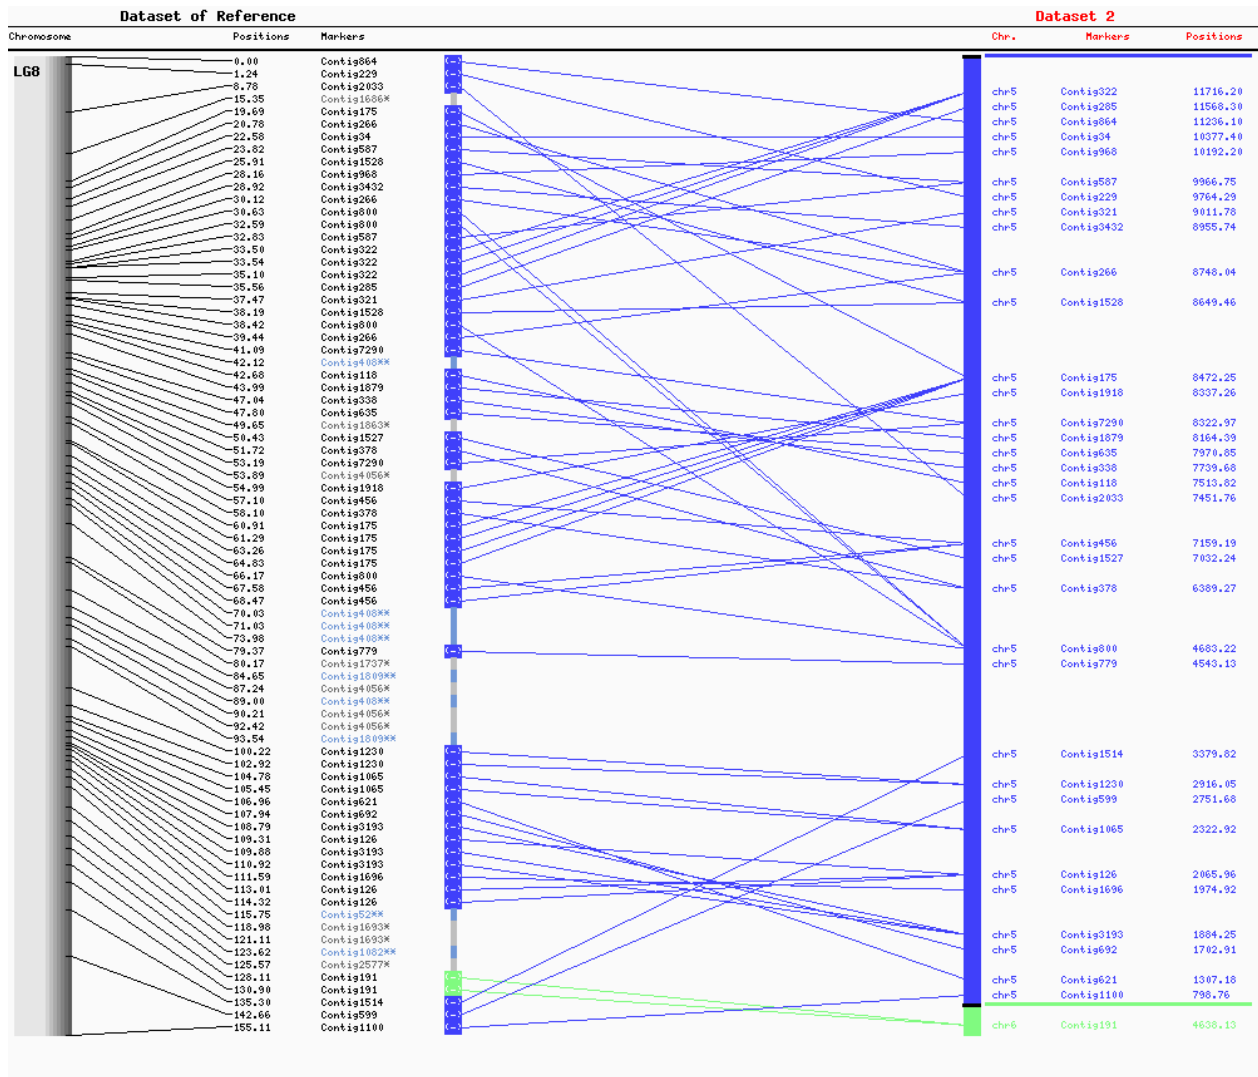 Dataset of Reference Dataset 2
Chromosome Positions Markers Chr. Markers Positions
LG8
0.00 Contig864
1.24 Contig229
8.78 Contig2033
15.35 Contig1686*
19.69 Contig175
20.78 Contig266
22.58 Contig34
23.82 Contig587
25.91 Contig1528
28.16 Contig968
28.92 Contig3432
30.12 Contig266
30.63 Contig800
32.59 Contig800
32.83 Contig587
33.50 Contig322
33.54 Contig322
35.10 Contig322
35.56 Contig285
37.47 Contig321
38.19 Contig1528
38.42 Contig800
39.44 Contig266
41.09 Contig7290
42.12 Contig408**
42.68 Contig118
43.99 Contig1879
47.04 Contig338
47.80 Contig635
49.65 Contig1863*
50.43 Contig1527
51.72 Contig378
53.19 Contig7290
53.89 Contig4056*
54.99 Contig1918
57.10 Contig456
58.10 Contig378
60.91 Contig175
61.29 Contig175
63.26 Contig175
64.83 Contig175
66.17 Contig800
67.58 Contig456
68.47 Contig456
70.03 Contig408**
71.03 Contig408**
73.98 Contig408**
79.37 Contig779
80.17 Contig1737*
84.65 Contig1809**
87.24 Contig4056*
89.00 Contig408**
90.21 Contig4056*
92.42 Contig4056*
93.54 Contig1809**
100.22 Contig1230
102.92 Contig1230
104.78 Contig1065
105.45 Contig1065
106.96 Contig621
107.94 Contig692
108.79 Contig3193
109.31 Contig126
109.88 Contig3193
110.92 Contig3193
111.59 Contig1696
113.01 Contig126
114.32 Contig126
115.75 Contig52**
118.98 Contig1693*
121.11 Contig1693*
123.62 Contig1082**
125.57 Contig2577*
128.11 Contig191
130.90 Contig191
135.30 Contig1514
142.66 Contig599
155.11 Contig1100
chr5 Contig322 11716.20
chr5 Contig285 11568.30
chr5 Contig864 11236.10
chr5 Contig34 10377.40
chr5 Contig968 10192.20
chr5 Contig587 9966.75
chr5 Contig229 9764.29
chr5 Contig321 9011.78
chr5 Contig3432 8955.74
chr5 Contig266 8748.04
chr5 Contig1528 8649.46
chr5 Contig175 8472.25
chr5 Contig1918 8337.26
chr5 Contig7290 8322.97
chr5 Contig1879 8164.39
chr5 Contig635 7970.85
chr5 Contig338 7739.68
chr5 Contig118 7513.82
chr5 Contig2033 7451.76
chr5 Contig456 7159.19
chr5 Contig1527 7032.24
chr5 Contig378 6389.27
chr5 Contig800 4683.22
chr5 Contig779 4543.13
chr5 Contig1514 3379.82
chr5 Contig1230 2916.05
chr5 Contig599 2751.68
chr5 Contig1065 2322.92
chr5 Contig126 2065.96
chr5 Contig1696 1974.92
chr5 Contig3193 1884.25
chr5 Contig692 1702.91
chr5 Contig621 1307.18
chr5 Contig1100 798.76
chr6 Contig191 4638.13